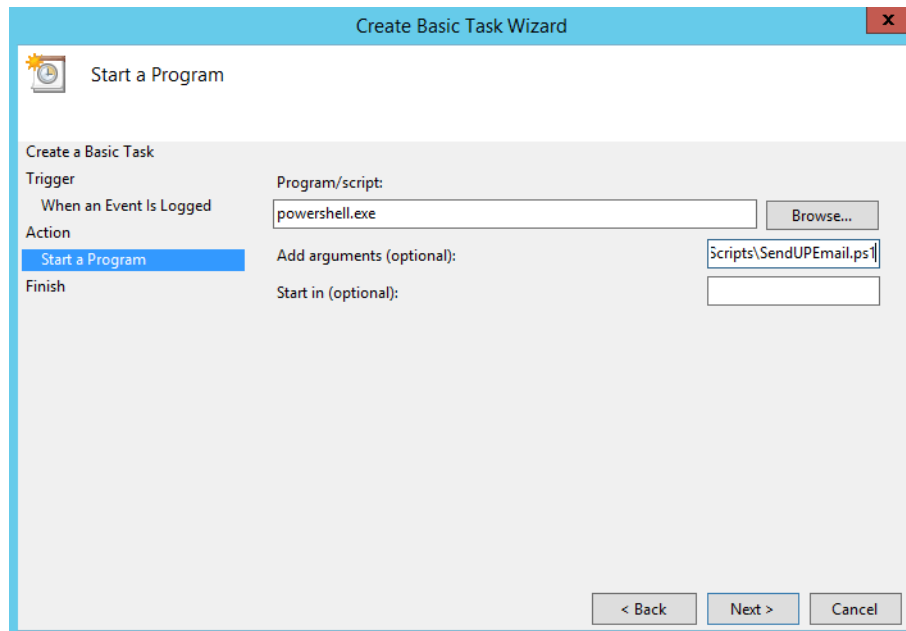 Create Basic Task Wizard
x
Start a Program
Create a Basic Task
Trigger
When an Event Is Logged
Action
Start a Program
Finish
Program/script:
powershell.exe
Browse...
Add arguments (optional):
Scripts\SendUPEmail.ps1
Start in (optional):
< Back
Next >
Cancel